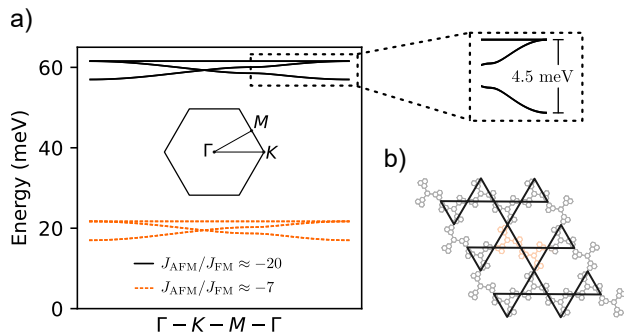 a)
60
40
20
0
Energy (meV)
Γ
M
K
J_AFM/J_FM ≈ −20
J_AFM/J_FM ≈ −7
Γ − K − M − Γ
4.5 meV
b)